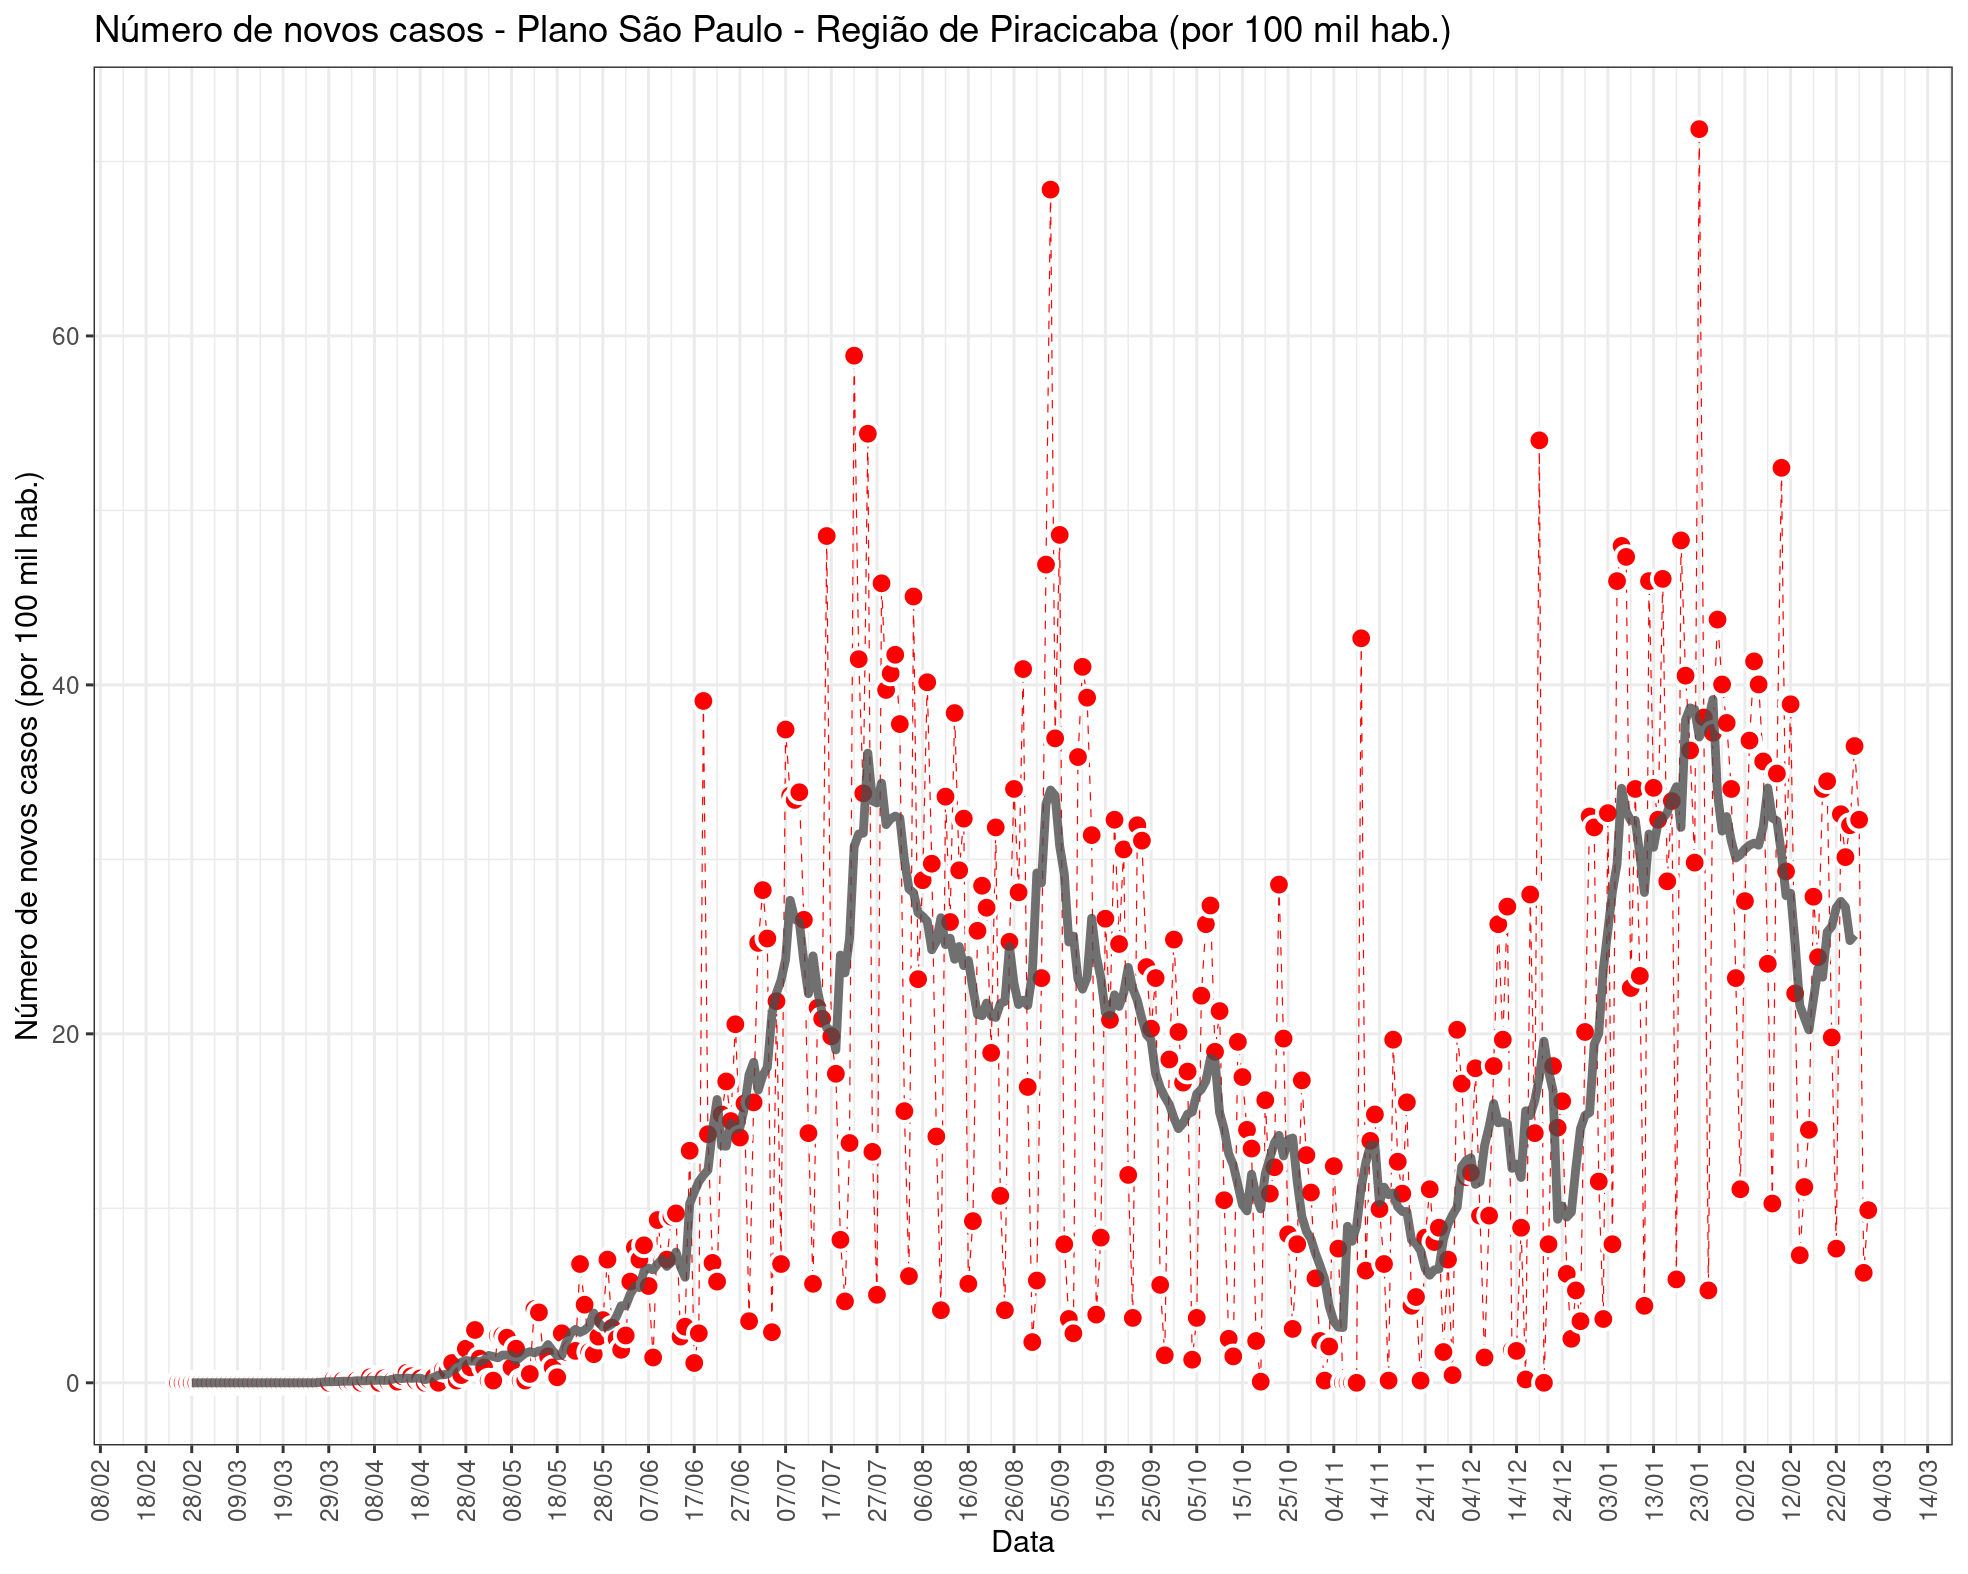 Número de novos casos - Plano São Paulo - Região de Piracicaba (por 100 mil hab.)
Número de novos casos (por 100 mil hab.)
60
40
20
0
08/02 18/02 28/02 09/03 19/03 29/03 08/04 18/04 28/04 08/05 18/05 28/05 07/06 17/06 27/06 07/07 17/07 27/07 06/08 16/08 26/08 05/09 15/09 25/09 05/10 15/10 25/10 04/11 14/11 24/11 04/12 14/12 24/12 03/01 13/01 23/01 02/02 12/02 22/02 04/03 14/03
Data